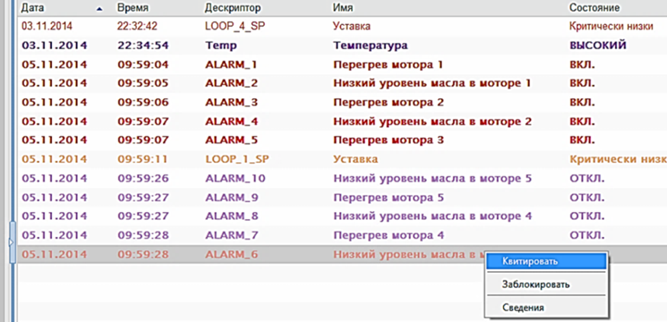 Дата Время Дескриптор Имя Состояние
03.11.2014 22:32:42 LOOP_4_SP Уставка Критически низки
03.11.2014 22:34:54 Temp Температура ВЫСОКИЙ
05.11.2014 09:59:04 ALARM_1 Перегрев мотора 1 ВКЛ.
05.11.2014 09:59:05 ALARM_2 Низкий уровень масла в моторе 1 ВКЛ.
05.11.2014 09:59:06 ALARM_3 Перегрев мотора 2 ВКЛ.
05.11.2014 09:59:07 ALARM_4 Низкий уровень масла в моторе 2 ВКЛ.
05.11.2014 09:59:07 ALARM_5 Перегрев мотора 3 ВКЛ.
05.11.2014 09:59:11 LOOP_1_SP Уставка Критически низк
05.11.2014 09:59:26 ALARM_10 Низкий уровень масла в моторе 5 ОТКЛ.
05.11.2014 09:59:27 ALARM_9 Перегрев мотора 5 ОТКЛ.
05.11.2014 09:59:27 ALARM_8 Низкий уровень масла в моторе 4 ОТКЛ.
05.11.2014 09:59:28 ALARM_7 Перегрев мотора 4 ОТКЛ.
05.11.2014 09:59:28 ALARM_6 Низкий уровень масла в м
Квитировать
Заблокировать
Сведения